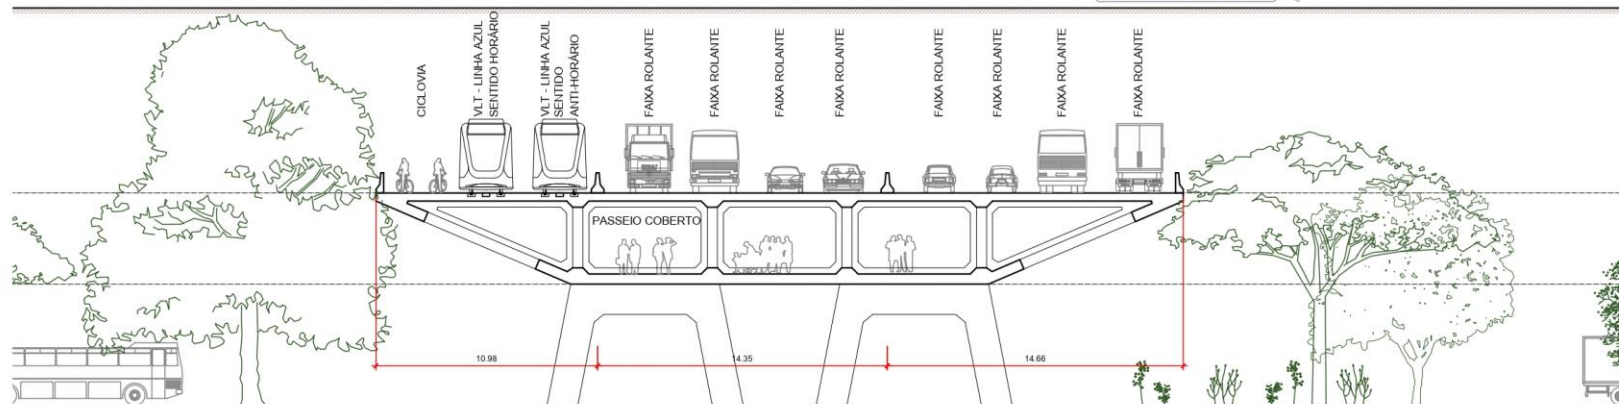 CICLOVIA
VLT - LINHA AZUL
SENTIDO HORÁRIO
VLT - LINHA AZUL
SENTIDO
ANTI-HORÁRIO
FAIXA ROLANTE
FAIXA ROLANTE
FAIXA ROLANTE
FAIXA ROLANTE
FAIXA ROLANTE
FAIXA ROLANTE
FAIXA ROLANTE
FAIXA ROLANTE
PASSEIO COBERTO
10.98
14.35
14.66